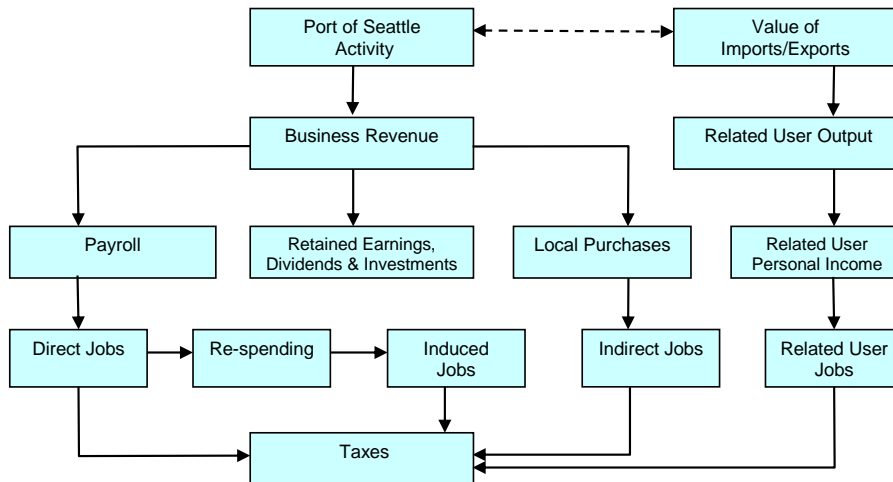 Port of Seattle
Activity
Value of
Imports/Exports
Business Revenue
Related User Output
Payroll
Retained Earnings,
Dividends & Investments
Local Purchases
Related User
Personal Income
Direct Jobs
Re-spending
Induced
Jobs
Indirect Jobs
Related User
Jobs
Taxes